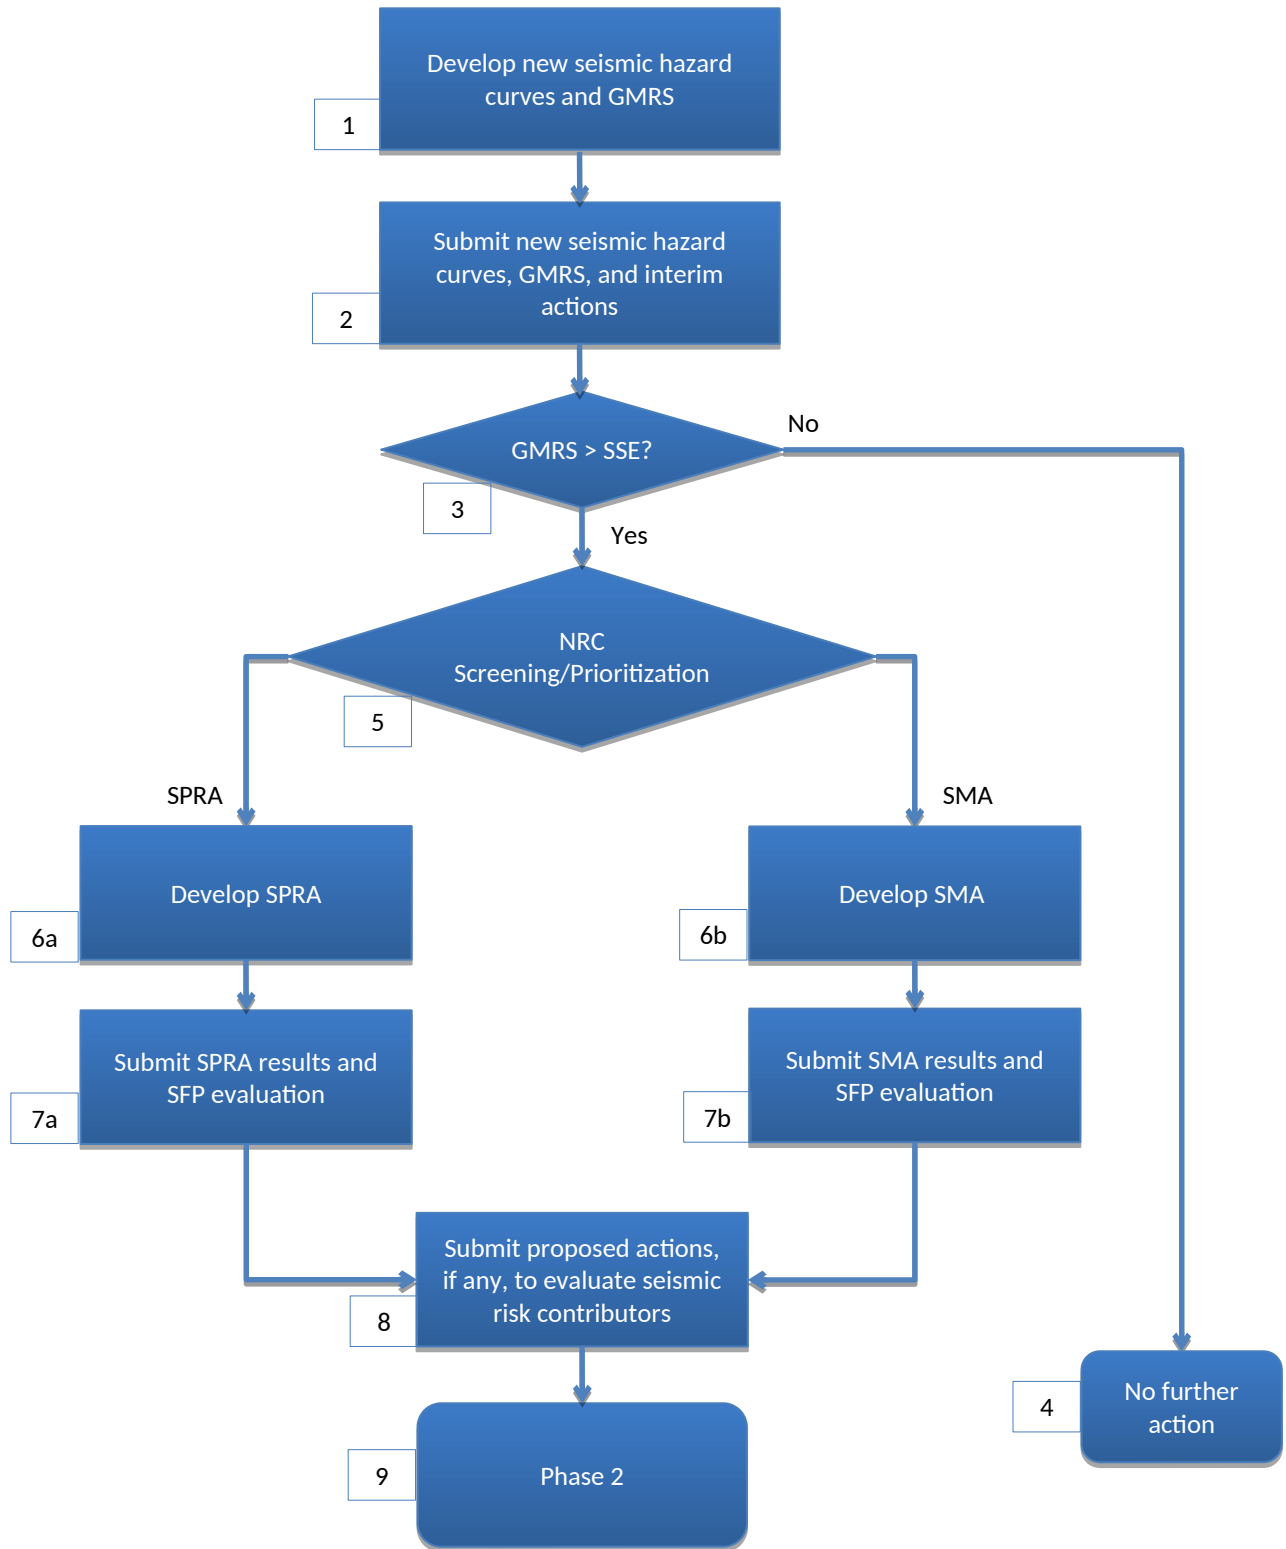 Develop new seismic hazard
curves and GMRS
1
Submit new seismic hazard
curves, GMRS, and interim
actions
2
GMRS > SSE?
No
3
Yes
NRC
Screening/Prioritization
5
SPRA
SMA
Develop SPRA
6a
Develop SMA
6b
Submit SPRA results and
SFP evaluation
7a
Submit SMA results and
SFP evaluation
7b
Submit proposed actions,
if any, to evaluate seismic
risk contributors
8
No further
action
4
Phase 2
9